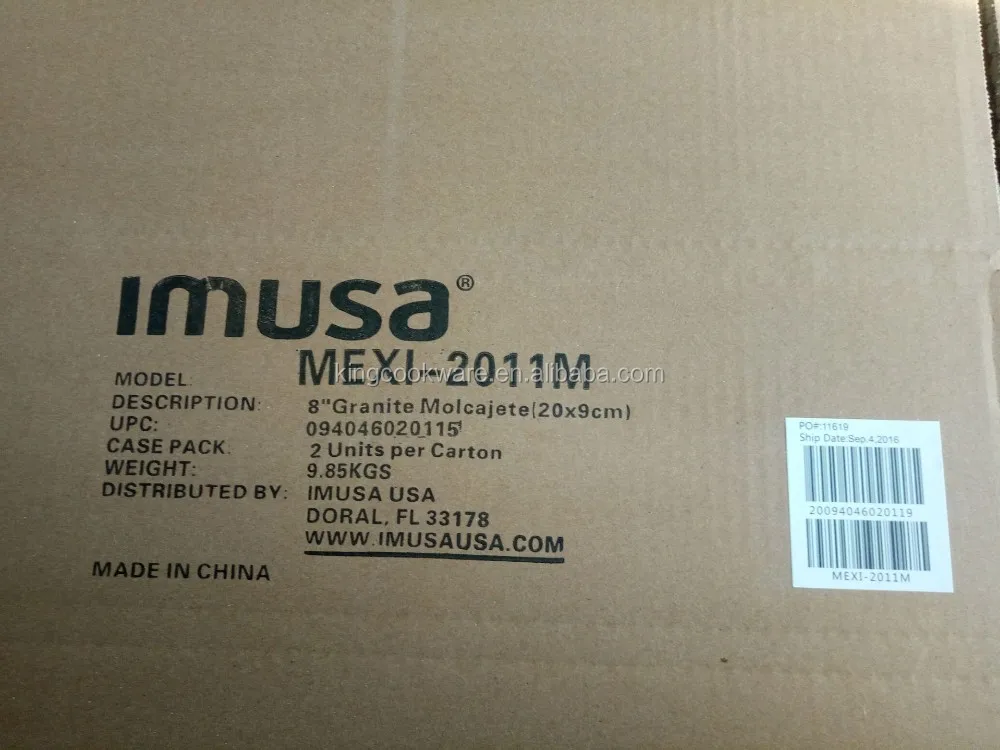 IMUSA®
MODEL: MEXI-2011M
kingcookware.en.alibaba.com
DESCRIPTION: 8"Granite Molcajete(20x9cm)
UPC: 094046020115
CASE PACK: 2 Units per Carton
WEIGHT: 9.85KGS
DISTRIBUTED BY: IMUSA USA
DORAL, FL 33178
WWW.IMUSAUSA.COM
MADE IN CHINA
PO#:11619
Ship Date:Sep.4,2016
20094046020119
MEXI-2011M